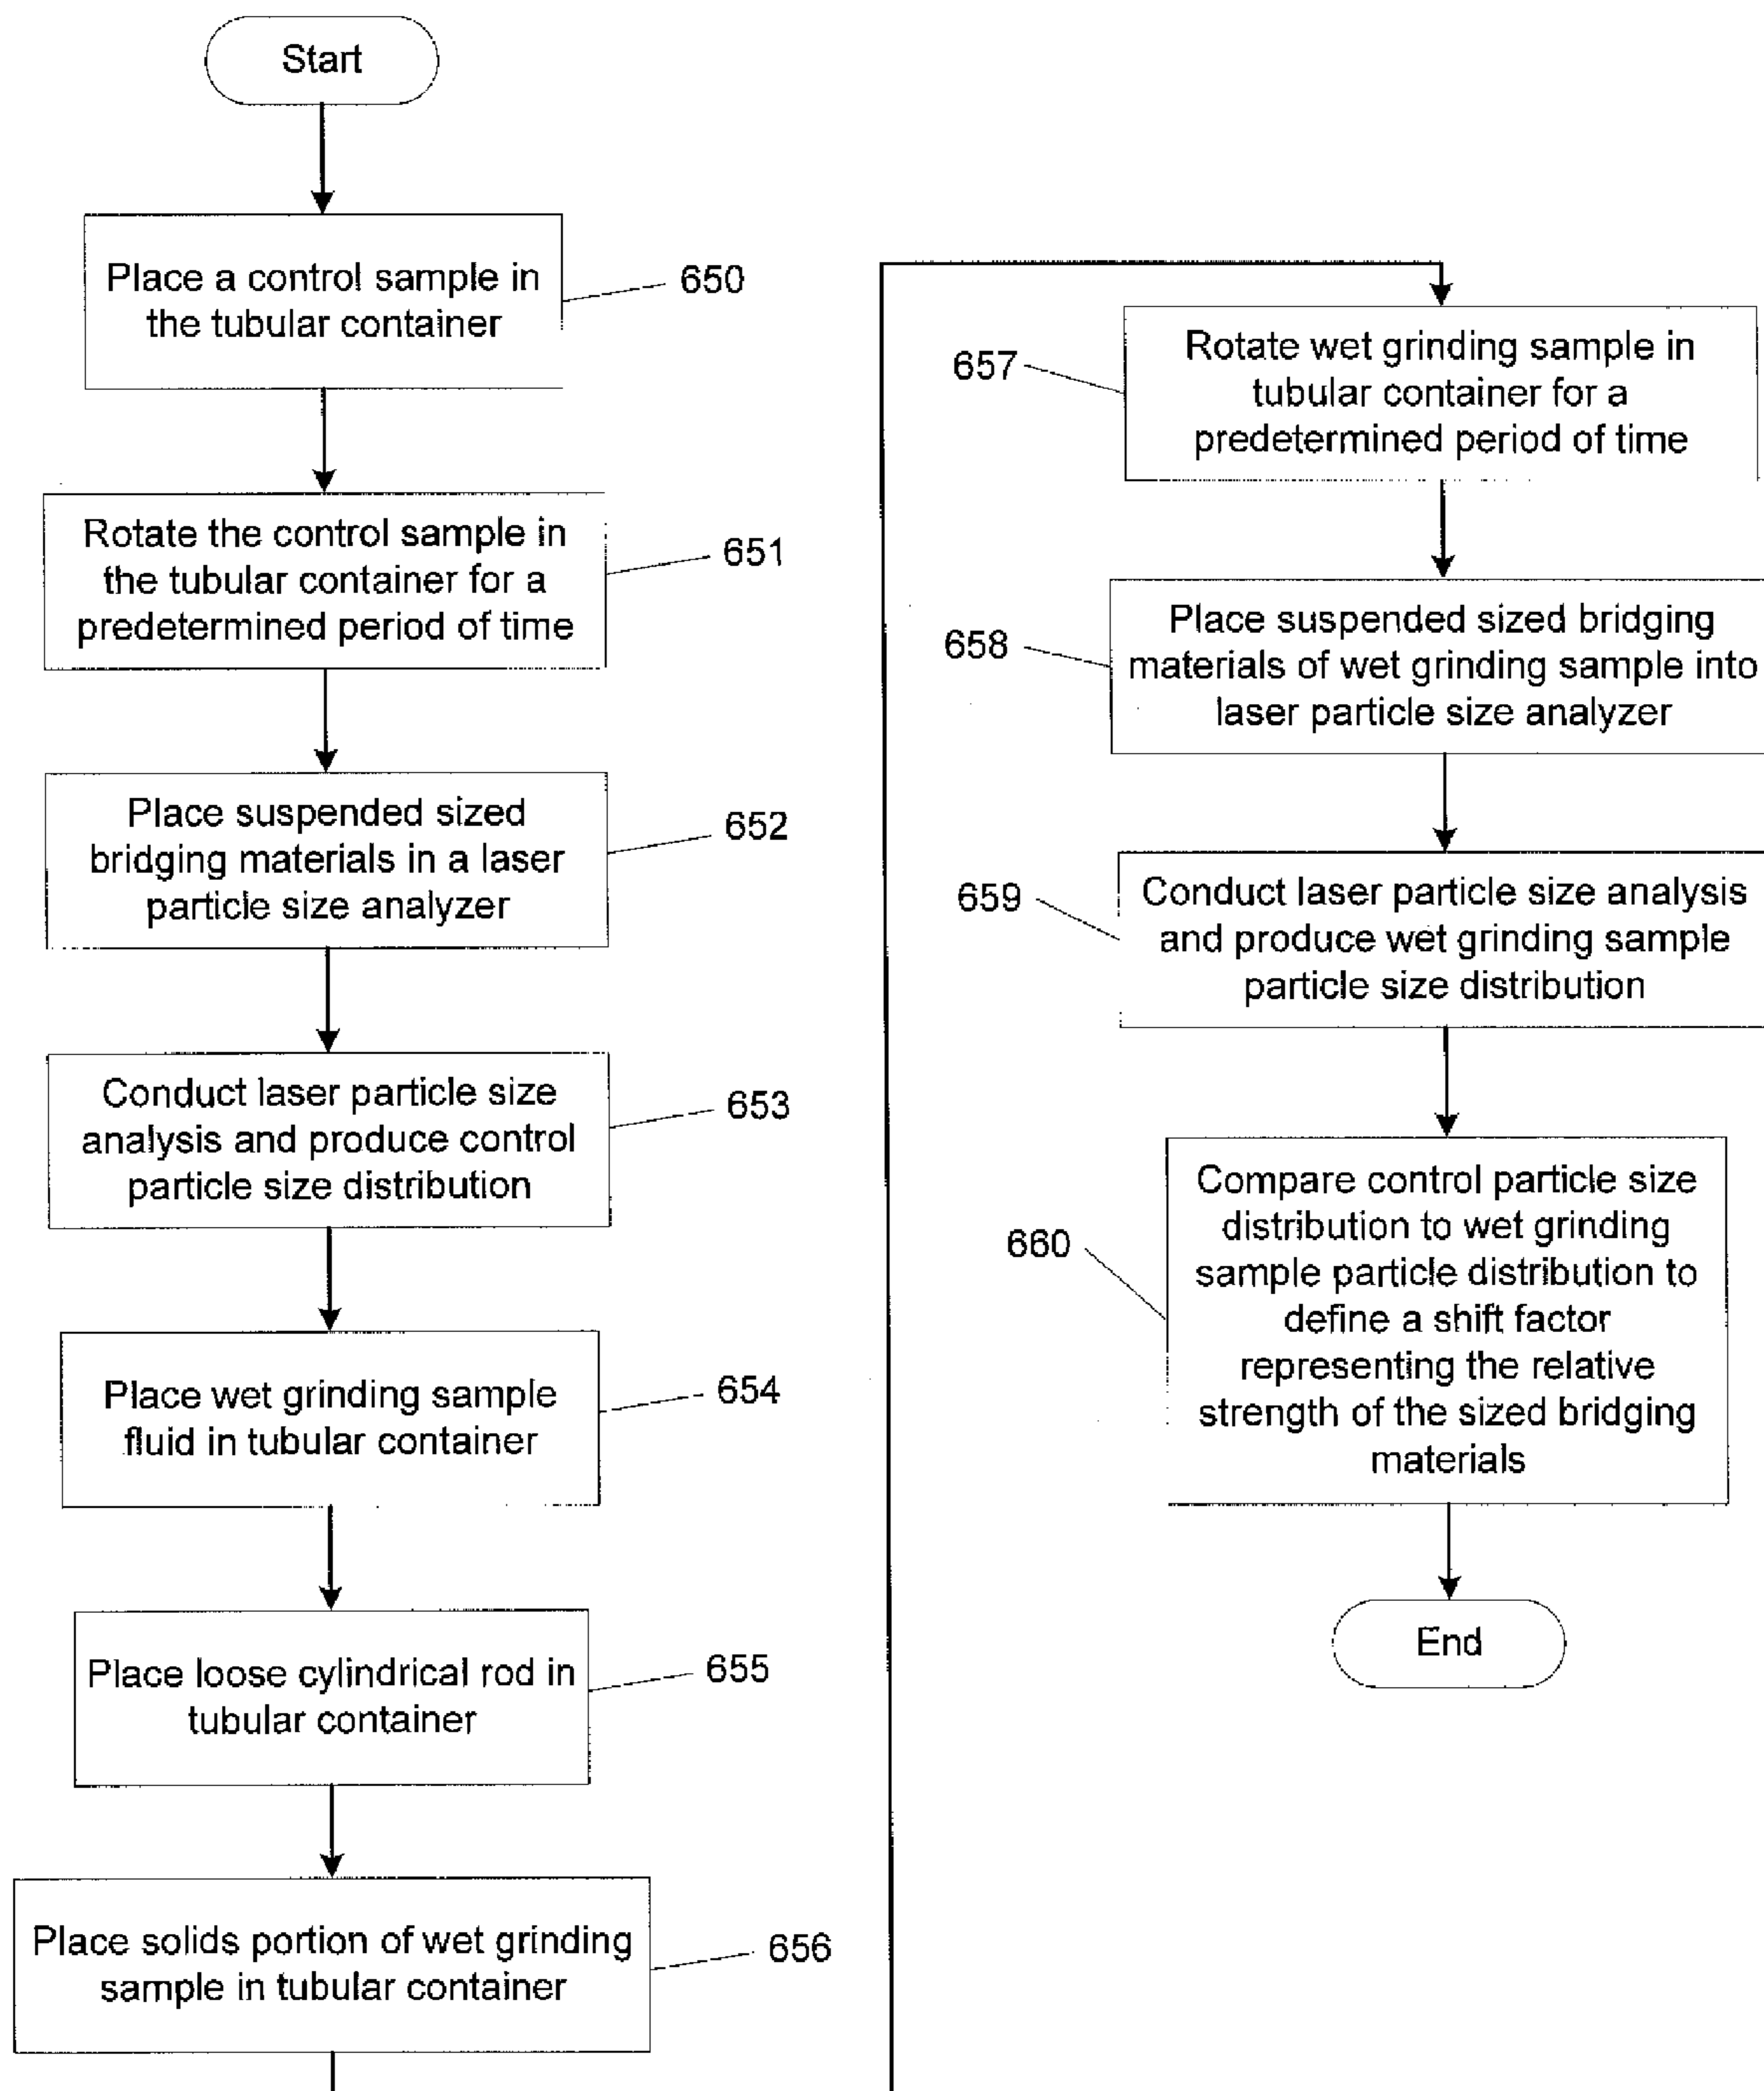 Start
Place a control sample in
the tubular container
650
Rotate the control sample in
the tubular container for a
predetermined period of time
651
Place suspended sized
bridging materials in a laser
particle size analyzer
652
Conduct laser particle size
analysis and produce control
particle size distribution
653
Place wet grinding sample
fluid in tubular container
654
Place loose cylindrical rod in
tubular container
655
Place solids portion of wet grinding
sample in tubular container
656
Rotate wet grinding sample in
tubular container for a
predetermined period of time
657
Place suspended sized bridging
materials of wet grinding sample into
laser particle size analyzer
658
Conduct laser particle size analysis
and produce wet grinding sample
particle size distribution
659
Compare control particle size
distribution to wet grinding
sample particle distribution to
define a shift factor
representing the relative
strength of the sized bridging
materials
660
End